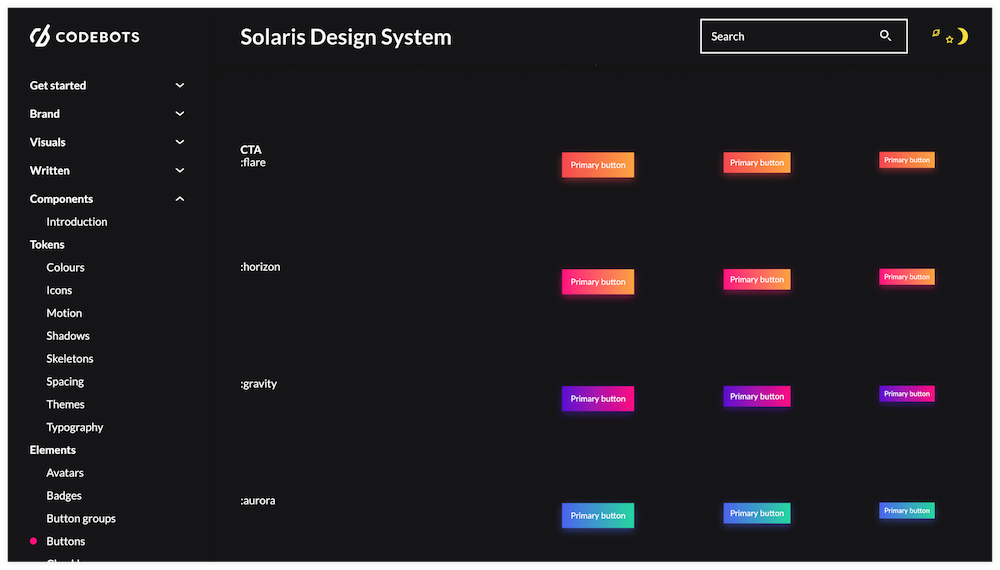 CODEBOTS
Solaris Design System
Search
Get started
Brand
Visuals
Written
Components
Introduction
Tokens
Colours
Icons
Motion
Shadows
Skeletons
Spacing
Themes
Typography
Elements
Avatars
Badges
Button groups
Buttons
CTA
:flare
Primary button
Primary button
Primary button
:horizon
Primary button
Primary button
Primary button
:gravity
Primary button
Primary button
Primary button
:aurora
Primary button
Primary button
Primary button